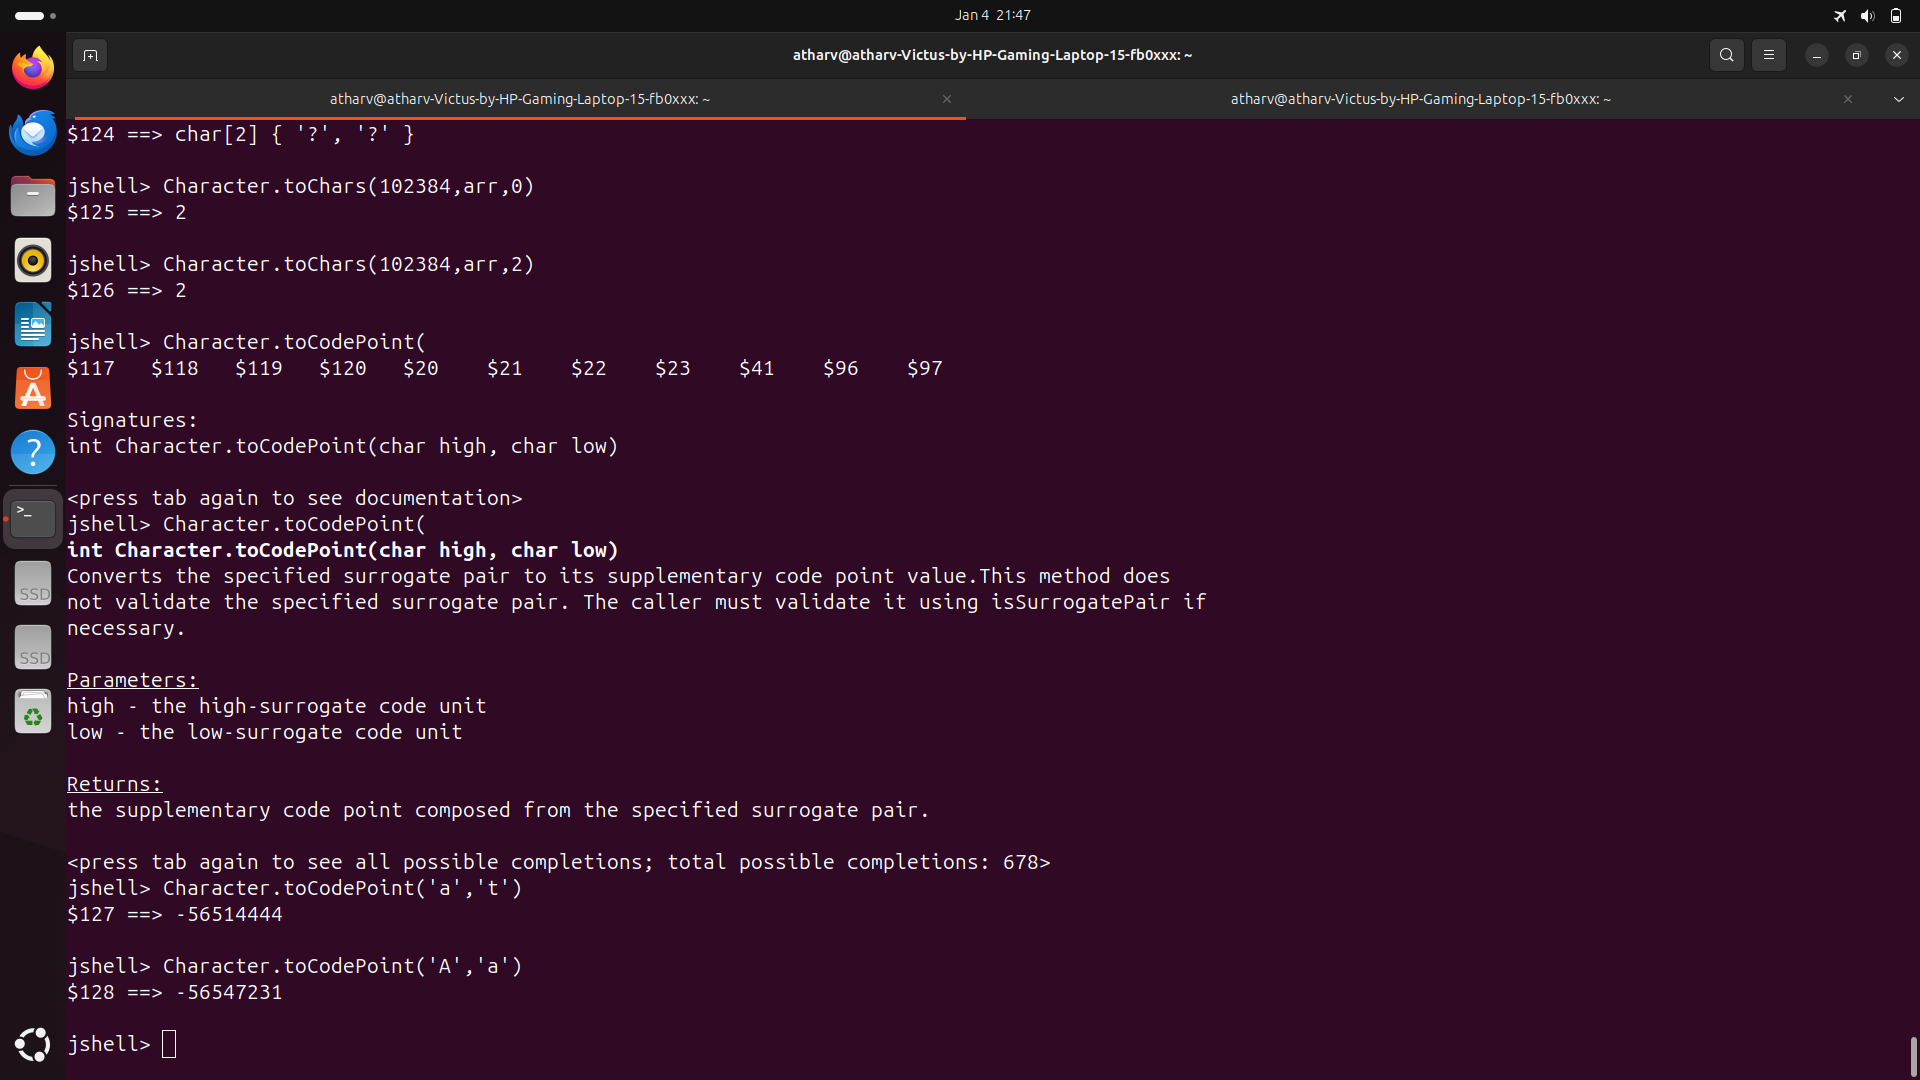 Jan 4 21:47
atharv@atharv-Victus-by-HP-Gaming-Laptop-15-fb0xxx: ~
atharv@atharv-Victus-by-HP-Gaming-Laptop-15-fb0xxx: ~
atharv@atharv-Victus-by-HP-Gaming-Laptop-15-fb0xxx: ~
$124 ==> char[2] { '?', '?' }
jshell> Character.toChars(102384,arr,0)
$125 ==> 2
jshell> Character.toChars(102384,arr,2)
$126 ==> 2
jshell> Character.toCodePoint(
$117 $118 $119 $120 $20 $21 $22 $23 $41 $96 $97
Signatures:
int Character.toCodePoint(char high, char low)
<press tab again to see documentation>
jshell> Character.toCodePoint(
int Character.toCodePoint(char high, char low)
Converts the specified surrogate pair to its supplementary code point value.This method does
not validate the specified surrogate pair. The caller must validate it using isSurrogatePair if
necessary.
Parameters:
high - the high-surrogate code unit
low - the low-surrogate code unit
Returns:
the supplementary code point composed from the specified surrogate pair.
<press tab again to see all possible completions; total possible completions: 678>
jshell> Character.toCodePoint('a','t')
$127 ==> -56514444
jshell> Character.toCodePoint('A','a')
$128 ==> -56547231
jshell>
>_
SSD
SSD